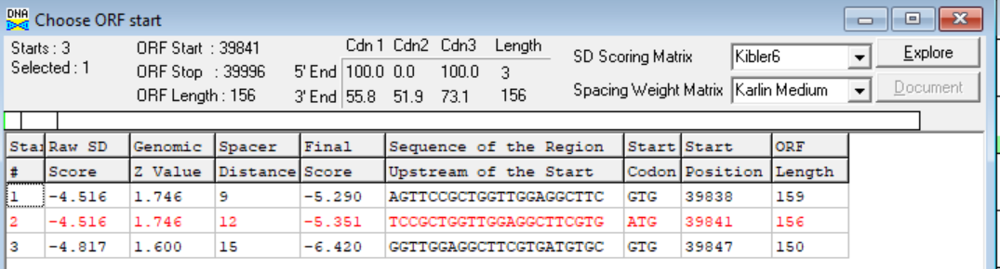 DNA Choose ORF start
Starts : 3 ORF Start : 39841 Cdn 1 Cdn2 Cdn3 Length SD Scoring Matrix Kibler6 Explore
Selected : 1 ORF Stop : 39996 5' End 100.0 0.0 100.0 3
ORF Length : 156 3' End 55.8 51.9 73.1 156 Spacing Weight Matrix Karlin Medium Document
Star Raw SD Genomic Spacer Final Sequence of the Region Start Start ORF
# Score Z Value Distance Score Upstream of the Start Codon Position Length
1 -4.516 1.746 9 -5.290 AGTTCCGCTGGTTGGAGGCTTC GTG 39838 159
2 -4.516 1.746 12 -5.351 TCCGCTGGTTGGAGGCTTCGTG ATG 39841 156
3 -4.817 1.600 15 -6.420 GGTTGGAGGCTTCGTGATGTGC GTG 39847 150